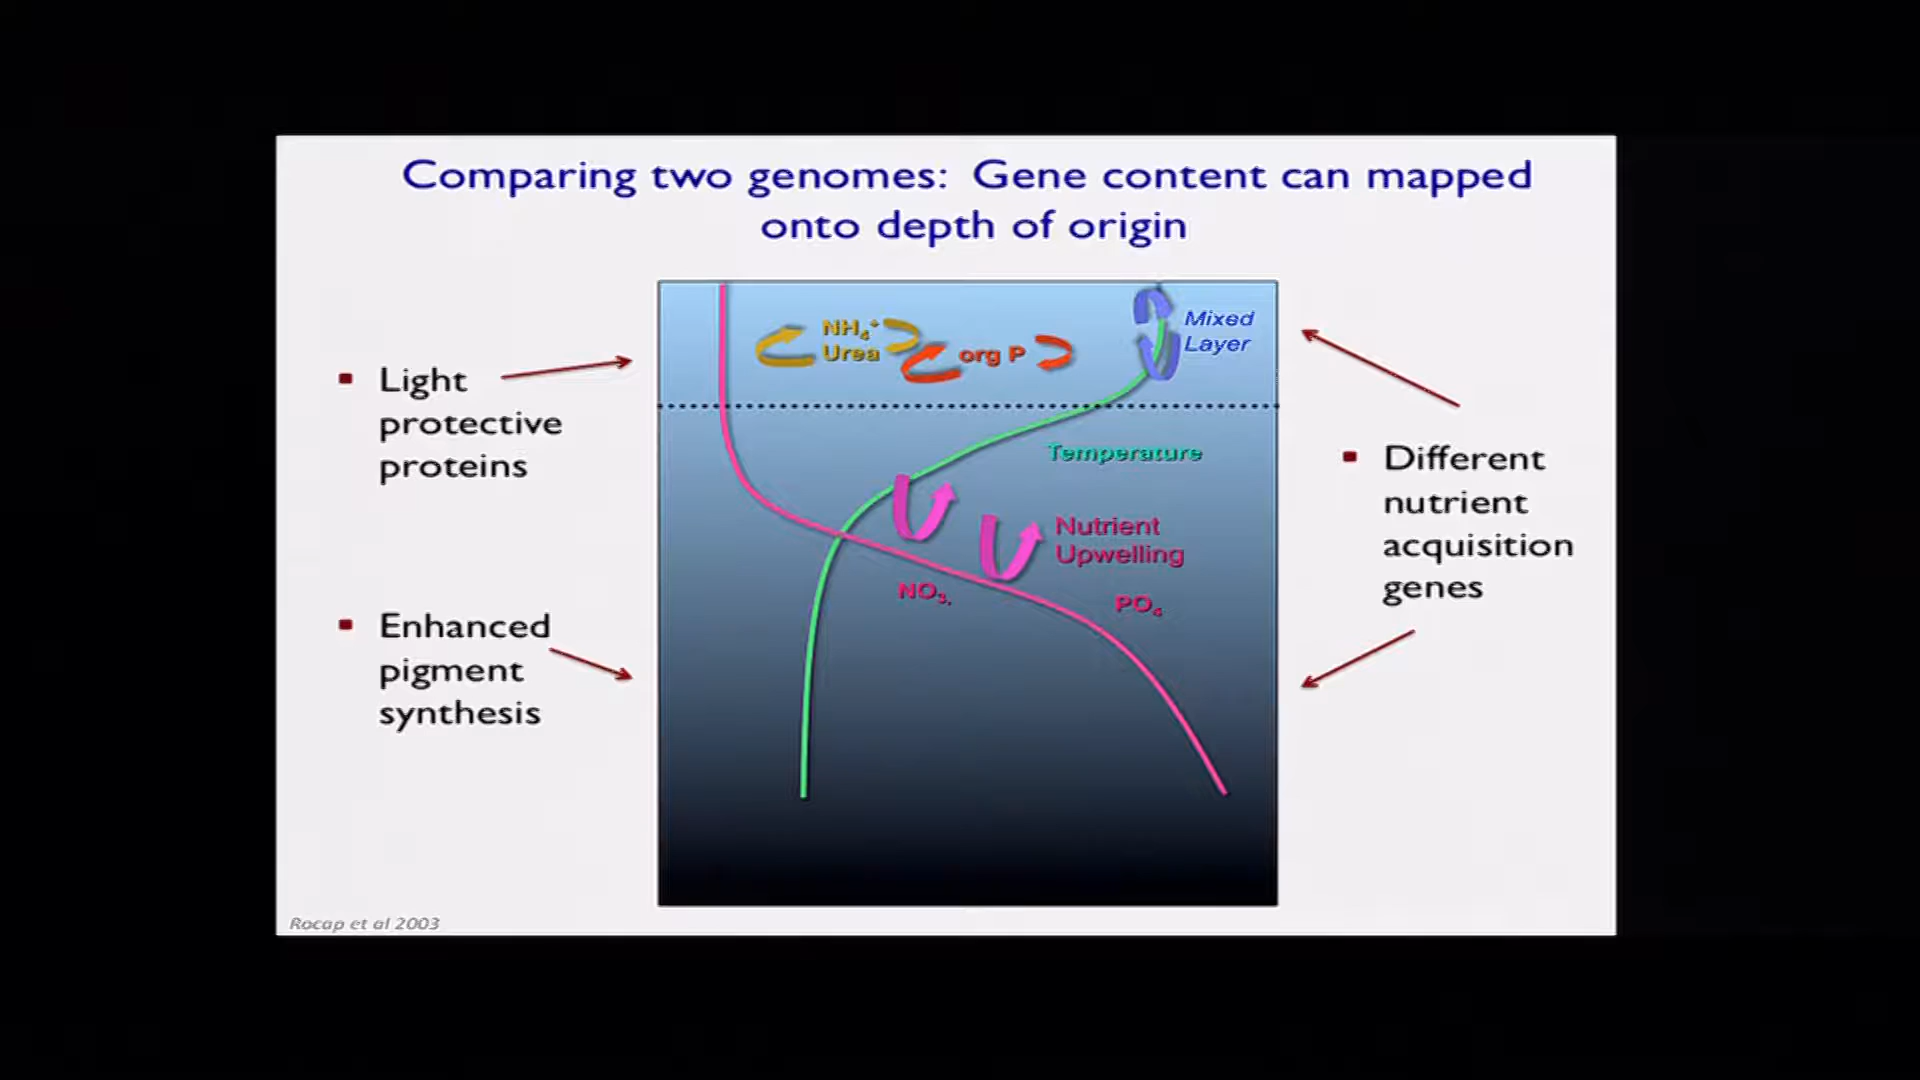 Comparing two genomes: Gene content can mapped
onto depth of origin
▪ Light
protective
proteins
▪ Enhanced
pigment
synthesis
NH₄⁺
Urea
org P
Mixed
Layer
Temperature
Nutrient
Upwelling
NO₃,
PO₄
▪ Different
nutrient
acquisition
genes
Rocap et al 2003